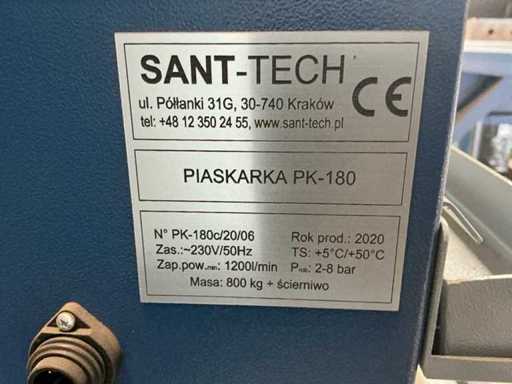 SANT-TECH
CE
ul. Półłanki 31G, 30-740 Kraków
tel: +48 12 350 24 55, www.sant-tech.pl
PIASKARKA PK-180
N° PK-180c/20/06 Rok prod.: 2020
Zas.:~230V/50Hz TS: +5°C/+50°C
Zap.pow.min: 1200l/min Prob.: 2-8 bar
Masa: 800 kg + ścierniwo